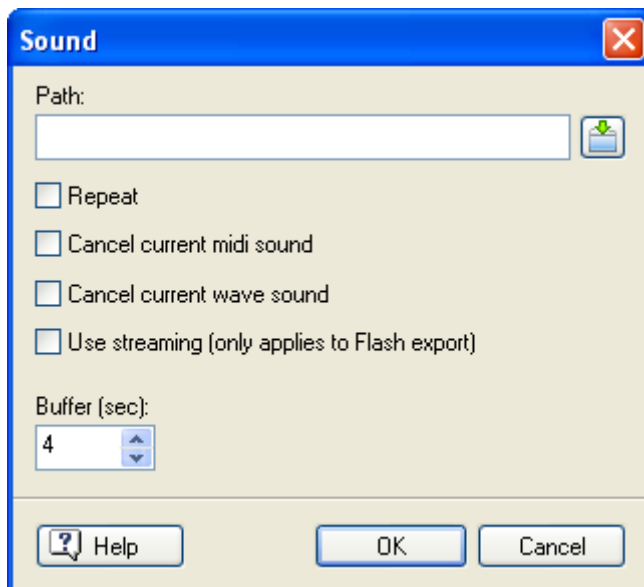 Sound
Path:
Repeat
Cancel current midi sound
Cancel current wave sound
Use streaming (only applies to Flash export)
Buffer (sec):
4
Help OK Cancel